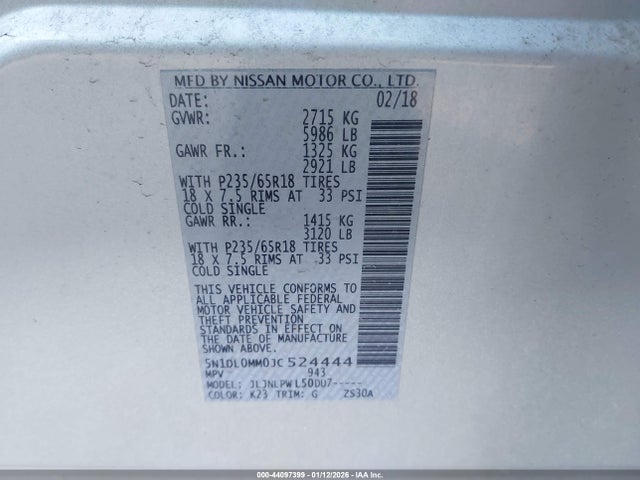 MFD BY NISSAN MOTOR CO., LTD.
DATE: 02/18
GVWR: 2715 KG
5986 LB
GAWR FR.: 1325 KG
2921 LB
WITH P235/65R18 TIRES
18 X 7.5 RIMS AT 33 PSI
COLD SINGLE
GAWR RR.: 1415 KG
3120 LB
WITH P235/65R18 TIRES
18 X 7.5 RIMS AT 33 PSI
COLD SINGLE
THIS VEHICLE CONFORMS TO
ALL APPLICABLE FEDERAL
MOTOR VEHICLE SAFETY AND
THEFT PREVENTION
STANDARDS IN EFFECT ON
THE DATE OF MANUFACTURE
SHOWN ABOVE.
5N1DL0MM0JC524444
MPV 943
MODEL: JLJNLPWL50DU7-----
COLOR: K23 TRIM: G ZS30A
000-44097399 - 01/12/2026 - IAA Inc.